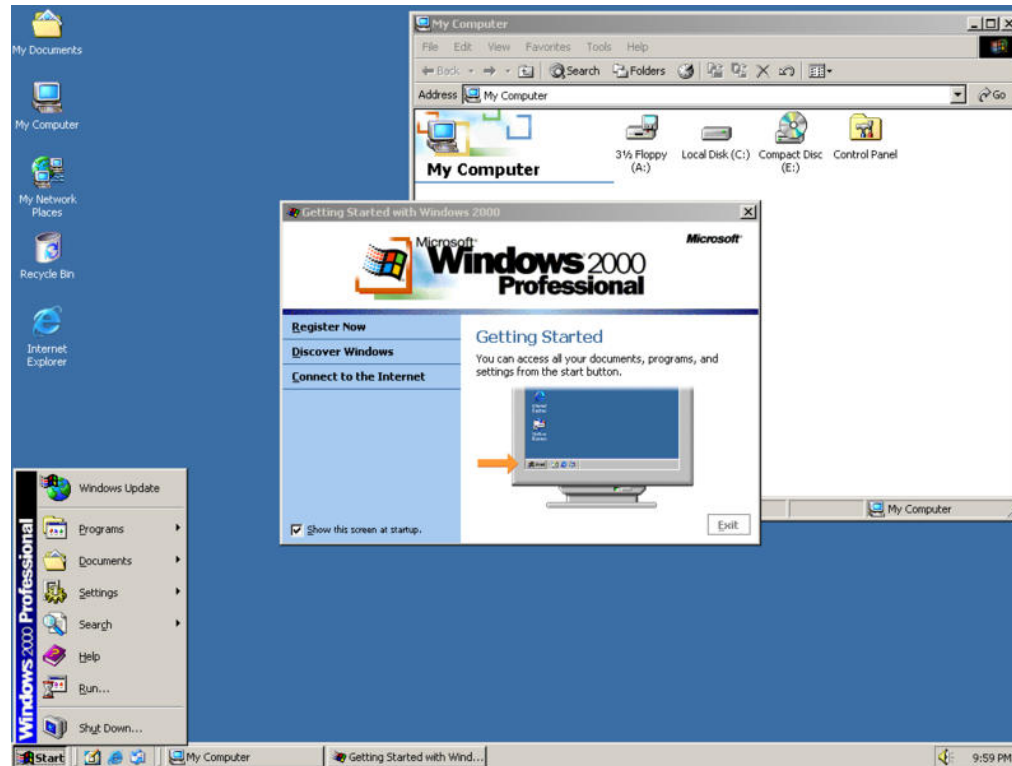 My Documents
My Computer
My Network
Places
Recycle Bin
Internet
Explorer
My Computer
File Edit View Favorites Tools Help
Back Search Folders
Address My Computer Go
My Computer
3½ Floppy
(A:)
Local Disk (C:)
Compact Disc
(E:)
Control Panel
My Computer
Getting Started with Windows 2000
Microsoft
Windows 2000
Professional
Microsoft
Register Now
Discover Windows
Connect to the Internet
Getting Started
You can access all your documents, programs, and
settings from the start button.
Show this screen at startup.
Exit
Windows 2000 Professional
Windows Update
Programs
Documents
Settings
Search
Help
Run...
Shut Down...
Start My Computer Getting Started with Wind... 9:59 PM